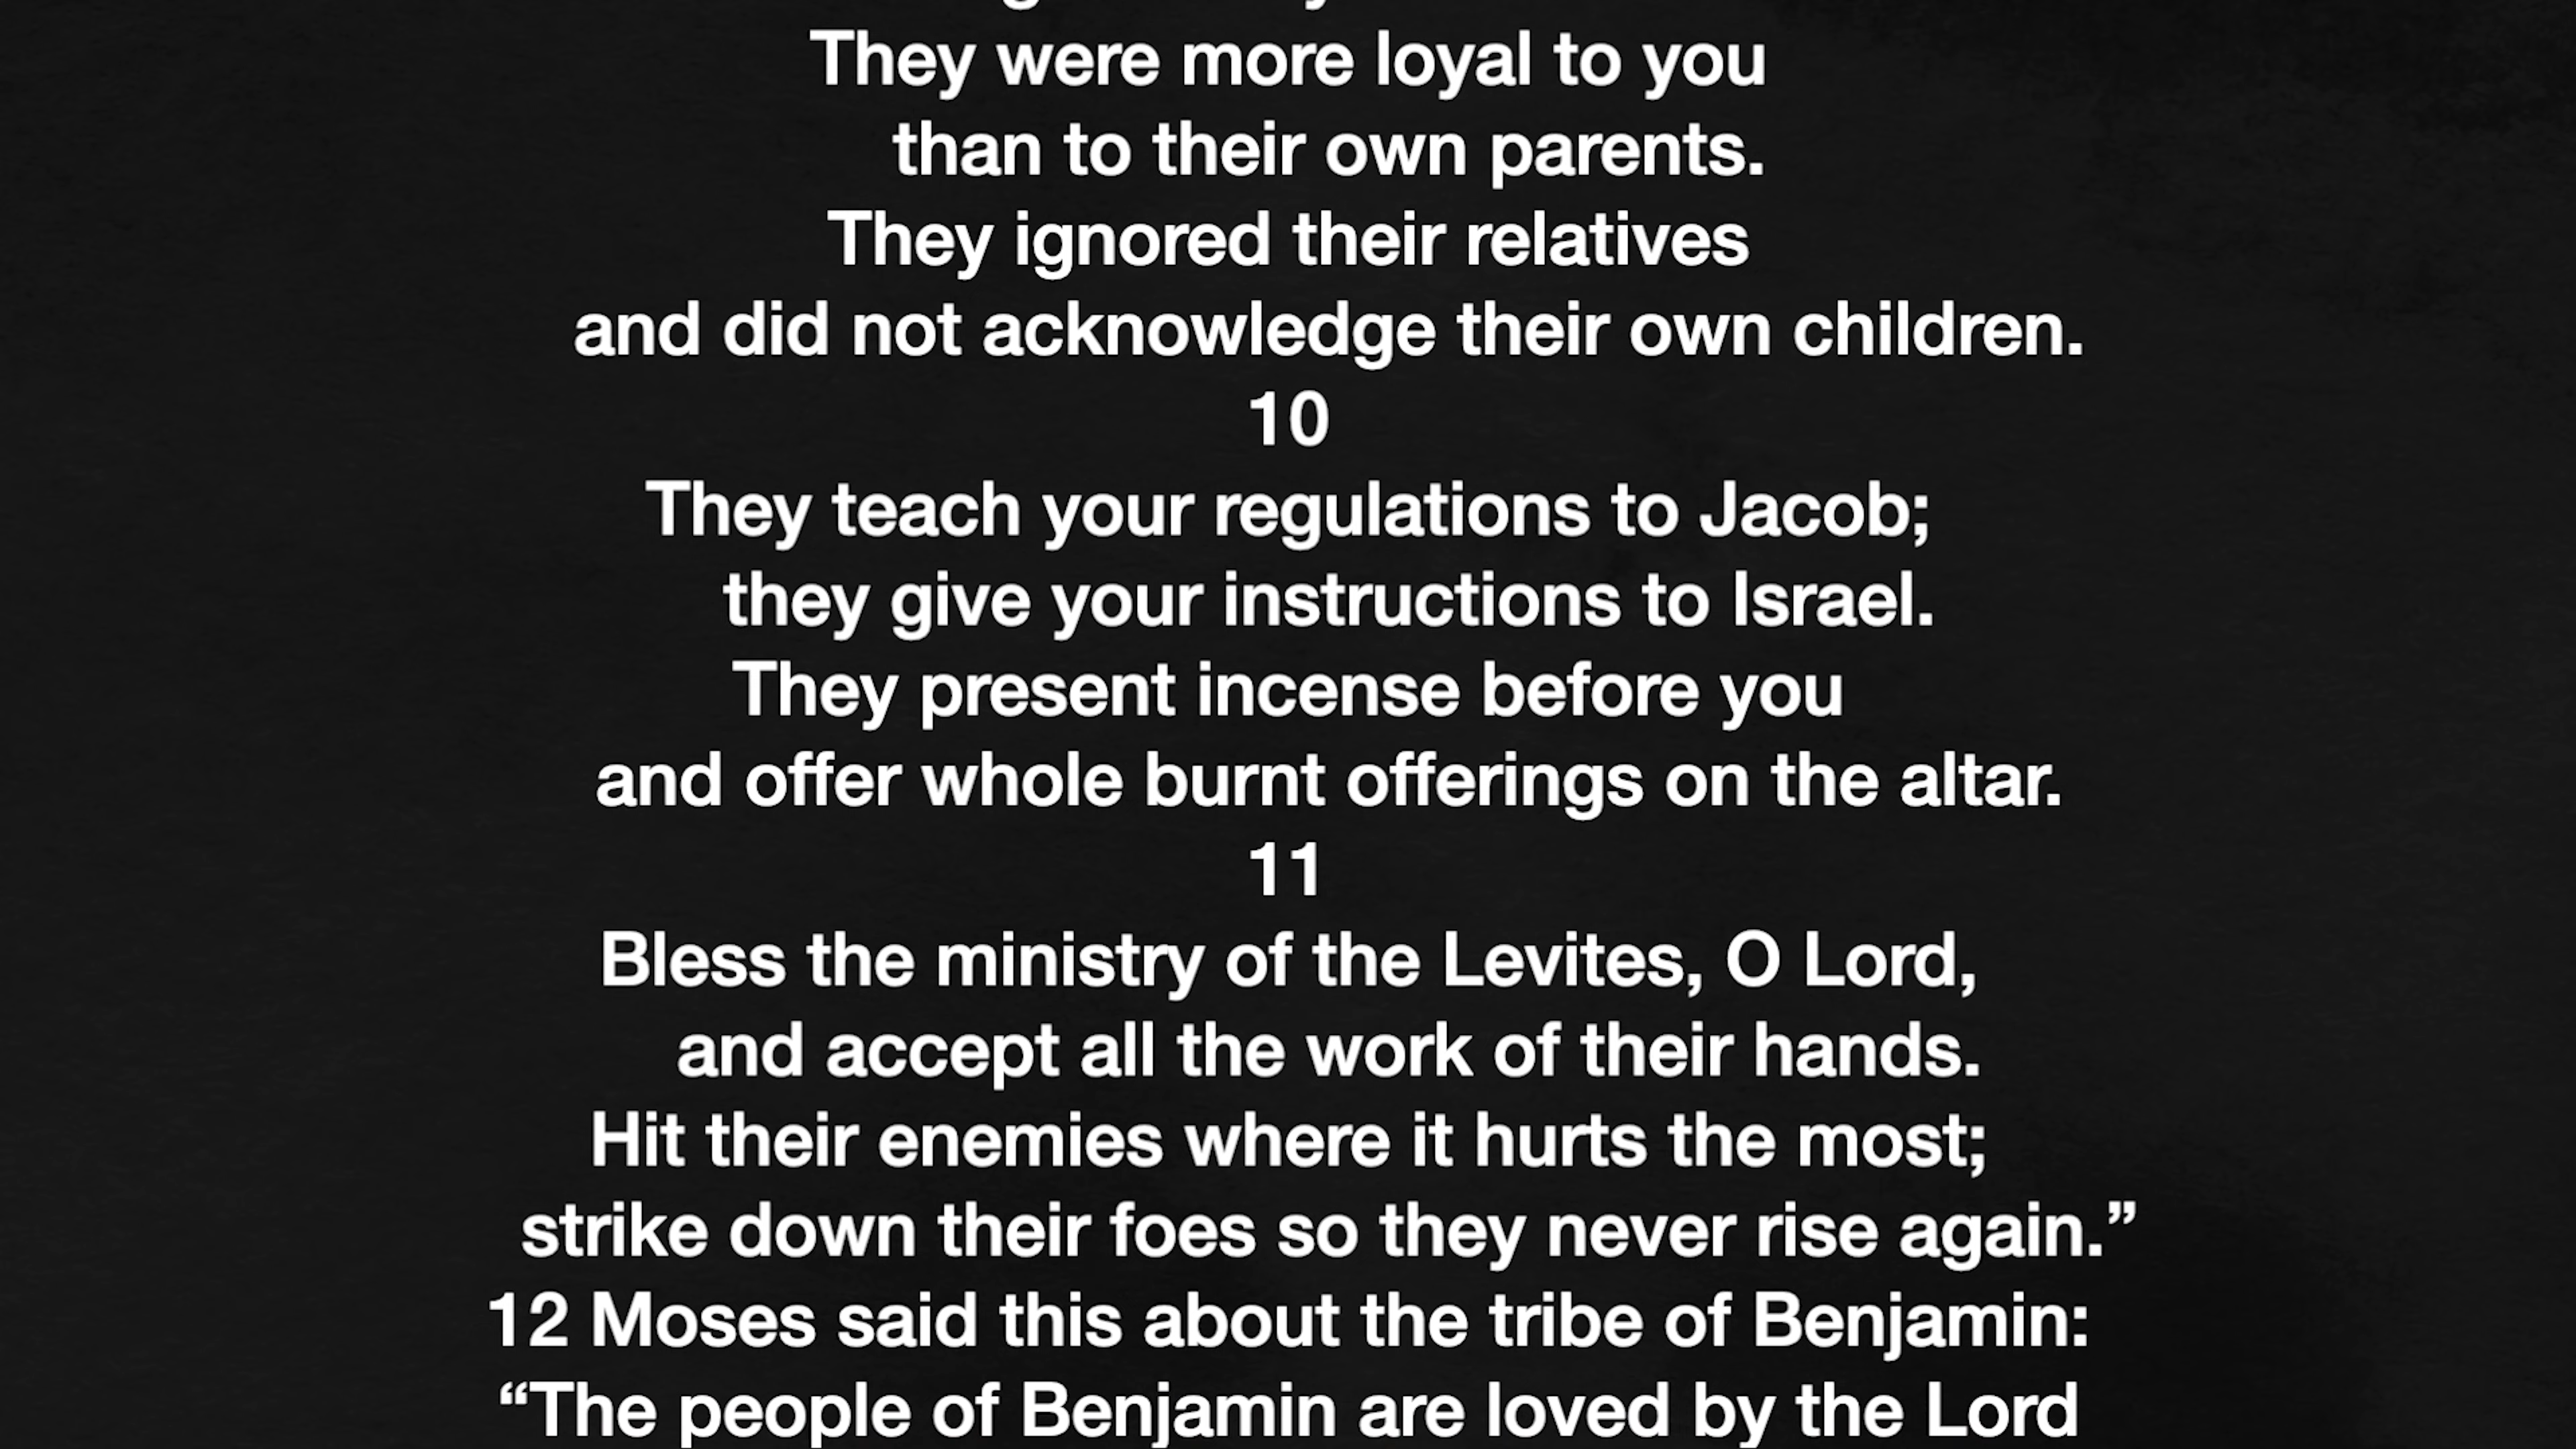 They were more loyal to you
than to their own parents.
They ignored their relatives
and did not acknowledge their own children.
10
They teach your regulations to Jacob;
they give your instructions to Israel.
They present incense before you
and offer whole burnt offerings on the altar.
11
Bless the ministry of the Levites, O Lord,
and accept all the work of their hands.
Hit their enemies where it hurts the most;
strike down their foes so they never rise again.”
12 Moses said this about the tribe of Benjamin:
“The people of Benjamin are loved by the Lord